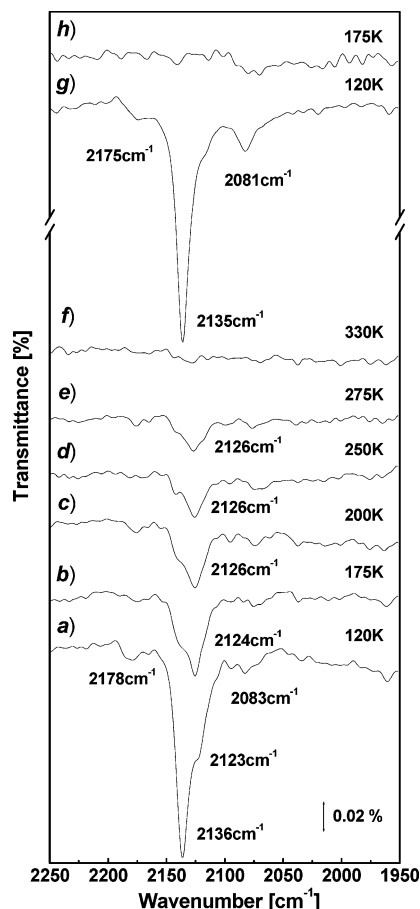 h) 175K
g) 120K
2175cm⁻¹ 2081cm⁻¹
2135cm⁻¹
f) 330K
e) 275K
2126cm⁻¹
d) 250K
2126cm⁻¹
c) 200K
2126cm⁻¹
b) 175K
2124cm⁻¹
a) 120K
2178cm⁻¹ 2083cm⁻¹
2123cm⁻¹
0.02 %
2136cm⁻¹
Transmittance [%]
2250 2200 2150 2100 2050 2000 1950
Wavenumber [cm⁻¹]